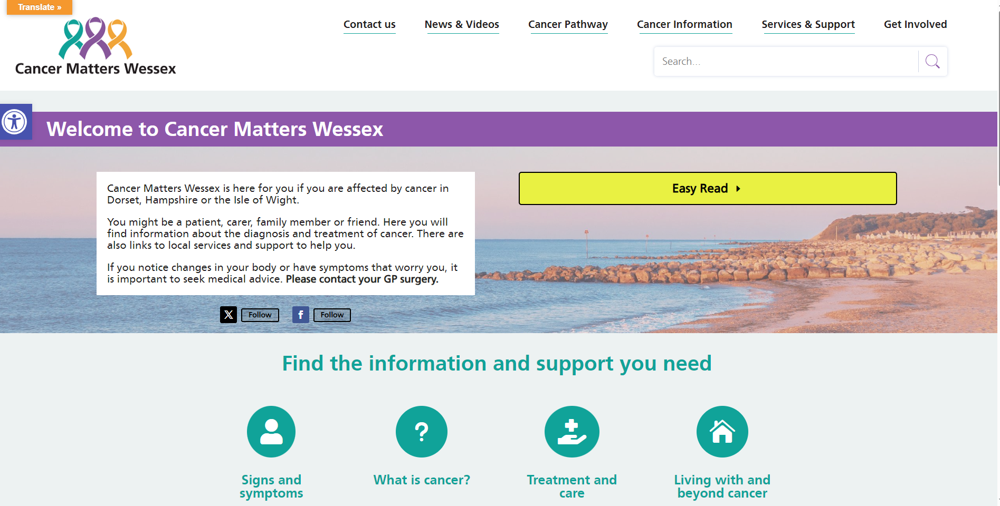 Translate »
Cancer Matters Wessex
Contact us
News & Videos
Cancer Pathway
Cancer Information
Services & Support
Get Involved
Search...
Welcome to Cancer Matters Wessex
Cancer Matters Wessex is here for you if you are affected by cancer in
Dorset, Hampshire or the Isle of Wight.
You might be a patient, carer, family member or friend. Here you will
find information about the diagnosis and treatment of cancer. There are
also links to local services and support to help you.
If you notice changes in your body or have symptoms that worry you, it
is important to seek medical advice. Please contact your GP surgery.
Easy Read
X Follow
f Follow
Find the information and support you need
Signs and
symptoms
What is cancer?
Treatment and
care
Living with and
beyond cancer